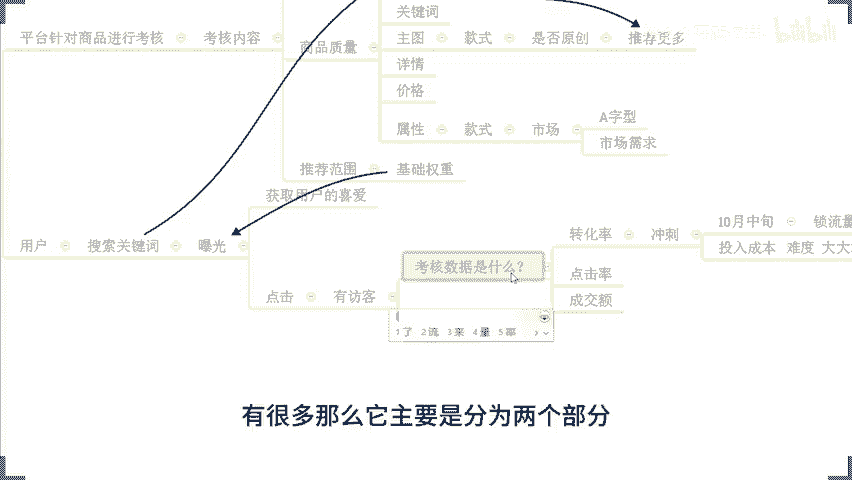 关键词
平台针对商品进行考核 考核内容 商品质量 主图 款式 是否原创 推荐更多
bilibili
详情
价格
属性 款式 市场 A字型
市场需求
推荐范围 基础权重
获取用户的喜爱
用户 搜索关键词 曝光
转化率 冲刺 10月中旬 锁流量
投入成本 难度 大大
考核数据是什么?
点击率
点击 有访客
成交额
1了 2流 3来 4量 5率
有很多那么它主要是分为两个部分